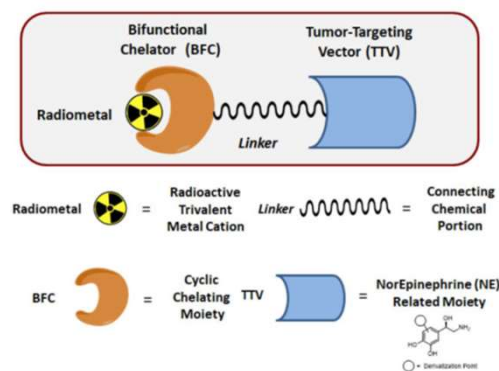 Bifunctional
Chelator (BFC)
Tumor-Targeting
Vector (TTV)
Radiometal
Linker
Radiometal
=
Radioactive
Trivalent
Metal Cation
Linker
=
Connecting
Chemical
Portion
BFC
=
Cyclic
Chelating
Moiety
TTV
=
NorEpinephrine (NE)
Related Moiety
OH
NH2
HO
OH
= Derivatization Point